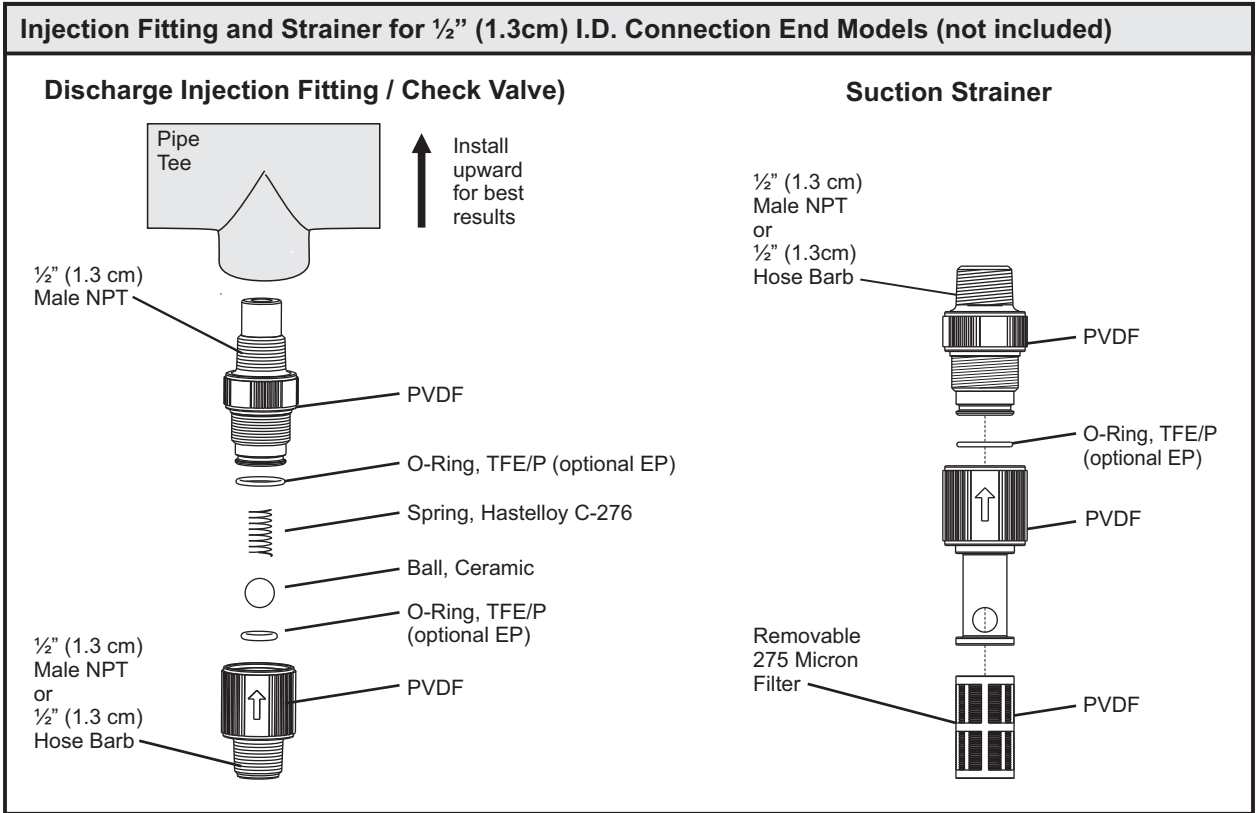 Injection Fitting and Strainer for ½” (1.3cm) I.D. Connection End Models (not included)
Discharge Injection Fitting / Check Valve)
Pipe
Tee
Install
upward
for best
results
½” (1.3 cm)
Male NPT
PVDF
O-Ring, TFE/P (optional EP)
Spring, Hastelloy C-276
Ball, Ceramic
O-Ring, TFE/P
(optional EP)
½” (1.3 cm)
Male NPT
or
½” (1.3 cm)
Hose Barb
PVDF
Suction Strainer
½” (1.3 cm)
Male NPT
or
½” (1.3cm)
Hose Barb
PVDF
O-Ring, TFE/P
(optional EP)
PVDF
Removable
275 Micron
Filter
PVDF